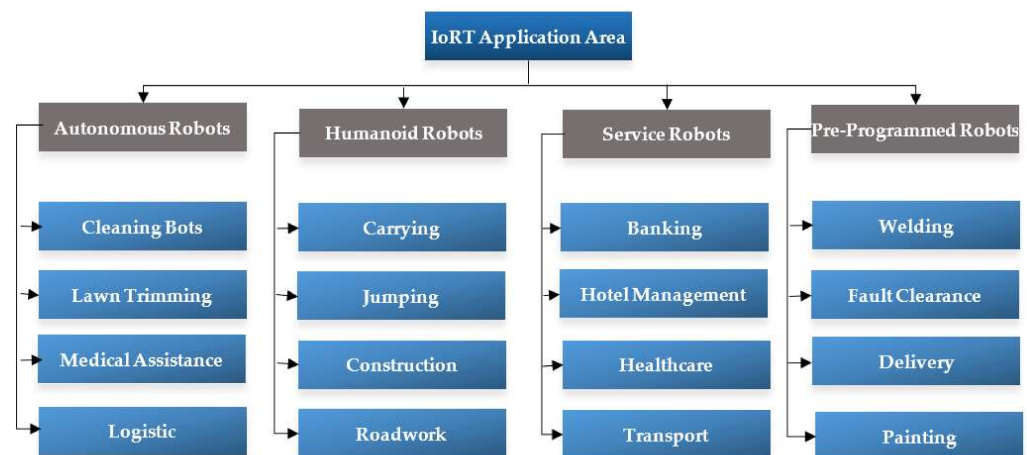 IoRT Application Area
Autonomous Robots
Cleaning Bots
Lawn Trimming
Medical Assistance
Logistic
Humanoid Robots
Carrying
Jumping
Construction
Roadwork
Service Robots
Banking
Hotel Management
Healthcare
Transport
Pre-Programmed Robots
Welding
Fault Clearance
Delivery
Painting